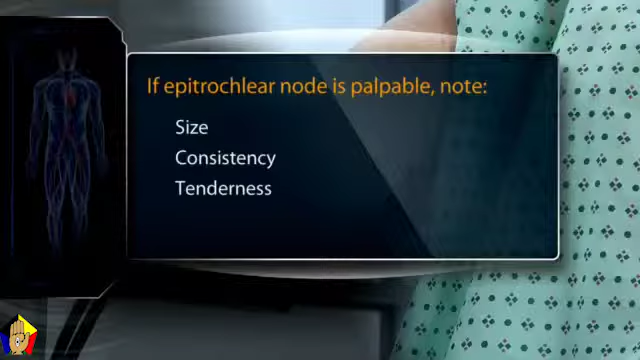 If epitrochlear node is palpable, note:
Size
Consistency
Tenderness